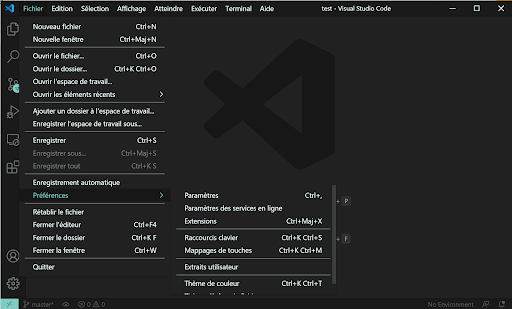 Fichier Edition Sélection Affichage Atteindre Exécuter Terminal Aide test - Visual Studio Code
Nouveau fichier Ctrl+N
Nouvelle fenêtre Ctrl+Maj+N
Ouvrir le fichier... Ctrl+O
Ouvrir le dossier... Ctrl+K Ctrl+O
Ouvrir l'espace de travail...
Ouvrir les éléments récents
Ajouter un dossier à l'espace de travail...
Enregistrer l'espace de travail sous...
Enregistrer Ctrl+S
Enregistrer sous... Ctrl+Maj+S
Enregistrer tout Ctrl+K S
Enregistrement automatique
Préférences
Rétablir le fichier
Fermer l'éditeur Ctrl+F4
Fermer le dossier Ctrl+K F
Fermer la fenêtre Ctrl+W
Quitter
Paramètres Ctrl+,
Paramètres des services en ligne
Extensions Ctrl+Maj+X
Raccourcis clavier Ctrl+K Ctrl+S
Mappages de touches Ctrl+K Ctrl+M
Extraits utilisateur
Thème de couleur Ctrl+K Ctrl+T
+ P
+ F
master* 0 0 No Environment